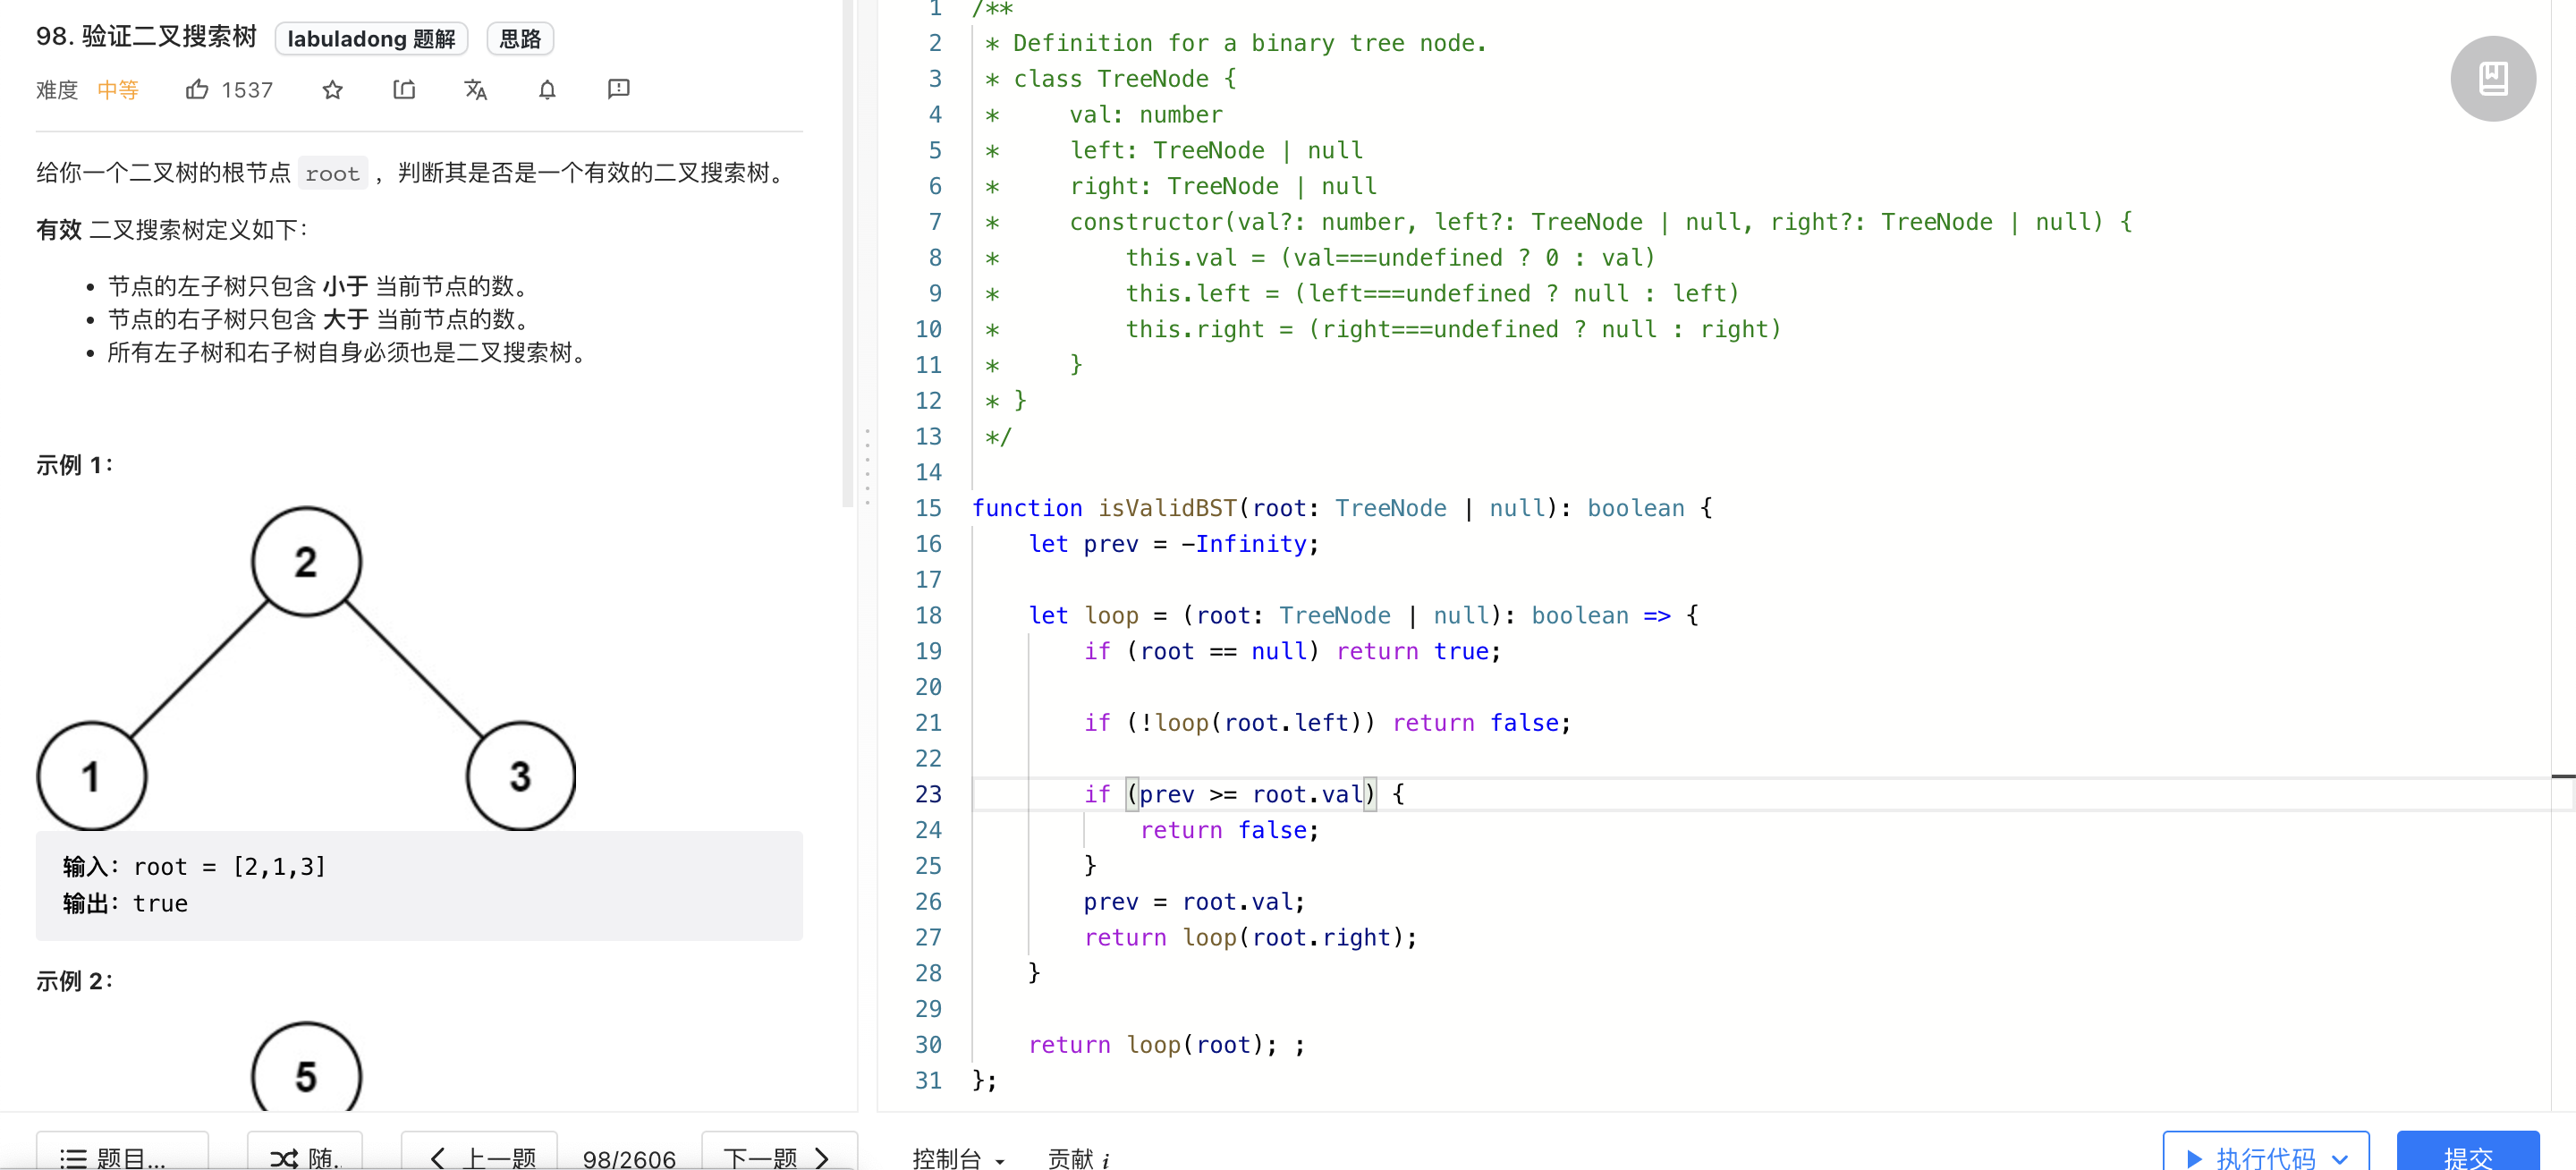 98. 验证二叉搜索树 labuladong 题解 思路
难度 中等 1537
给你一个二叉树的根节点 root ，判断其是否是一个有效的二叉搜索树。
有效 二叉搜索树定义如下：
• 节点的左子树只包含 小于 当前节点的数。
• 节点的右子树只包含 大于 当前节点的数。
• 所有左子树和右子树自身必须也是二叉搜索树。
示例 1：
2
1 3
输入：root = [2,1,3]
输出：true
示例 2：
5
题目...
随.
上一题
98/2606
下一题
1 /**
2  * Definition for a binary tree node.
3  * class TreeNode {
4  *     val: number
5  *     left: TreeNode | null
6  *     right: TreeNode | null
7  *     constructor(val?: number, left?: TreeNode | null, right?: TreeNode | null) {
8  *         this.val = (val===undefined ? 0 : val)
9  *         this.left = (left===undefined ? null : left)
10  *         this.right = (right===undefined ? null : right)
11  *     }
12  * }
13  */
14
15 function isValidBST(root: TreeNode | null): boolean {
16     let prev = -Infinity;
17
18     let loop = (root: TreeNode | null): boolean => {
19         if (root == null) return true;
20
21         if (!loop(root.left)) return false;
22
23         if (prev >= root.val) {
24             return false;
25         }
26         prev = root.val;
27         return loop(root.right);
28     }
29
30     return loop(root); ;
31 };
控制台 贡献 i
执行代码
提交